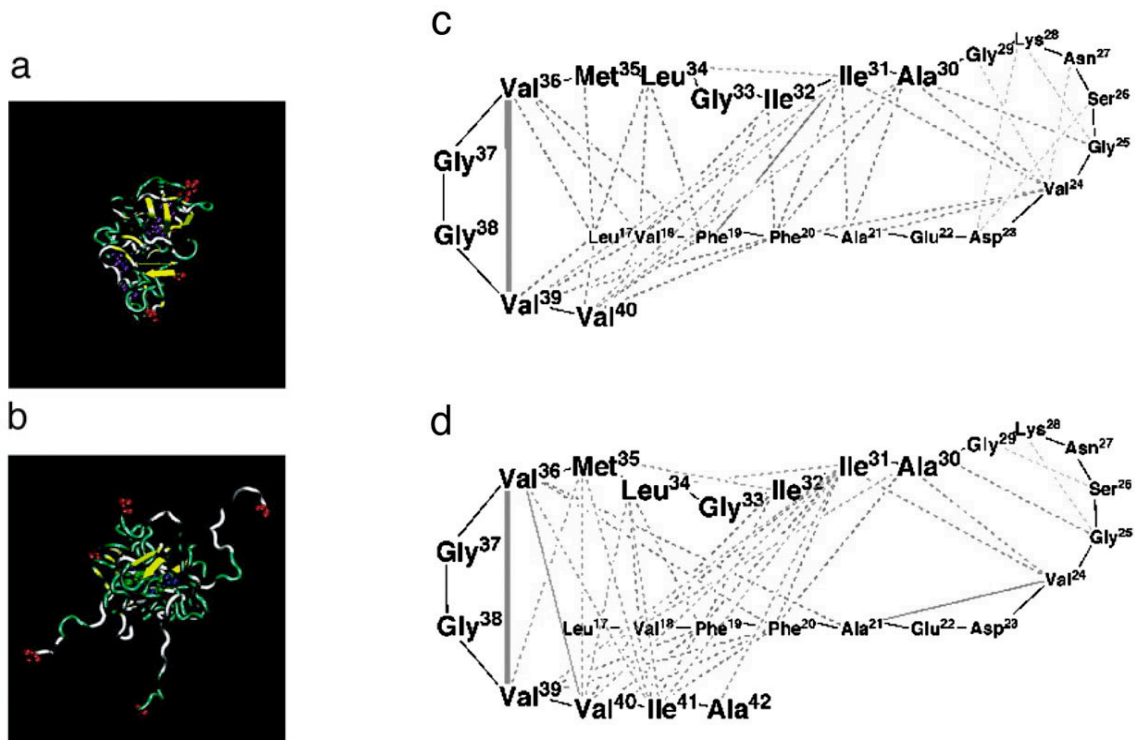 a
b
c
Val36 Met35 Leu34 Gly33 Ile32 Ile31 Ala30 Gly29 Lys28 Asn27
Ser26
Gly25
Val24
Gly37
Gly38
Leu17 Val18 Phe19 Phe20 Ala21 Glu22 Asp23
Val39 Val40
d
Val36 Met35 Leu34 Gly33 Ile32 Ile31 Ala30 Gly29 Lys28 Asn27
Ser26
Gly25
Val24
Gly37
Gly38
Leu17 Val18 Phe19 Phe20 Ala21 Glu22 Asp23
Val39 Val40 Ile41 Ala42